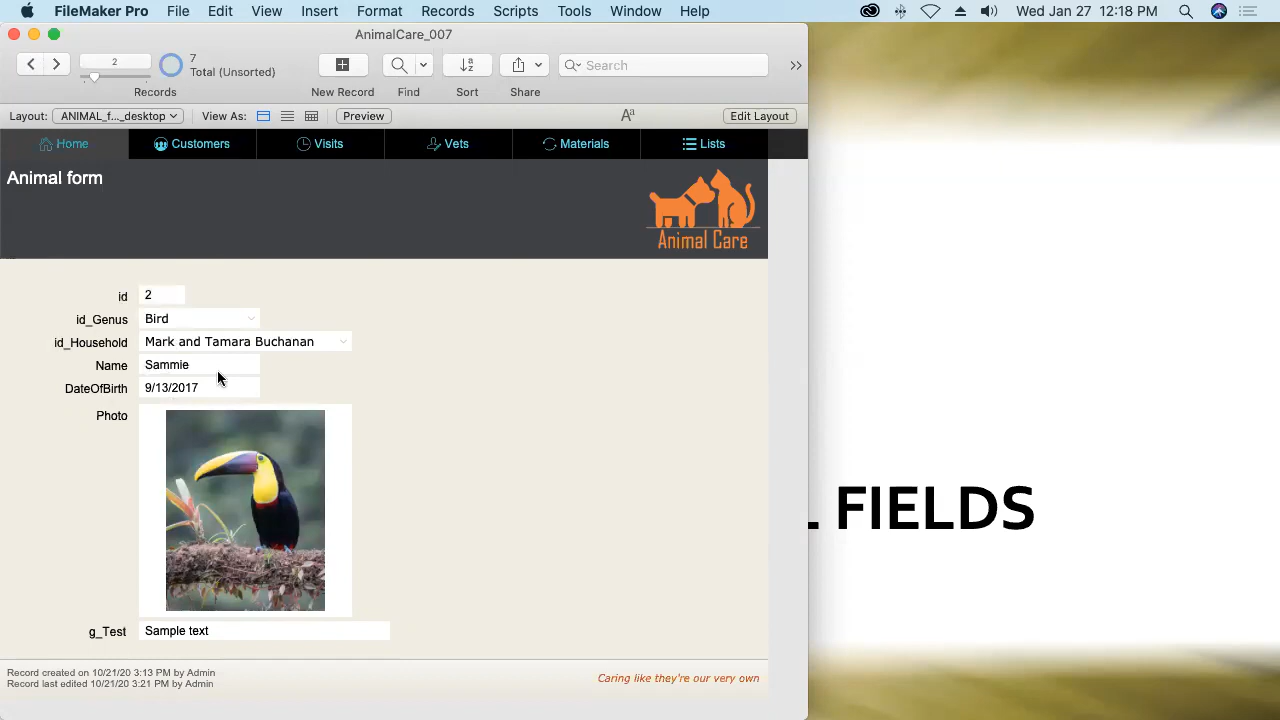 FileMaker Pro File Edit View Insert Format Records Scripts Tools Window Help Wed Jan 27 12:18 PM
AnimalCare_007
2 7 Total (Unsorted) Search
Records New Record Find Sort Share
Layout: ANIMAL_f..._desktop View As: Preview Aa Edit Layout
Home Customers Visits Vets Materials Lists
Animal form
Animal Care
id 2
id_Genus Bird
id_Household Mark and Tamara Buchanan
Name Sammie
DateOfBirth 9/13/2017
Photo
FIELDS
g_Test Sample text
Record created on 10/21/20 3:13 PM by Admin
Record last edited 10/21/20 3:21 PM by Admin
Caring like they're our very own